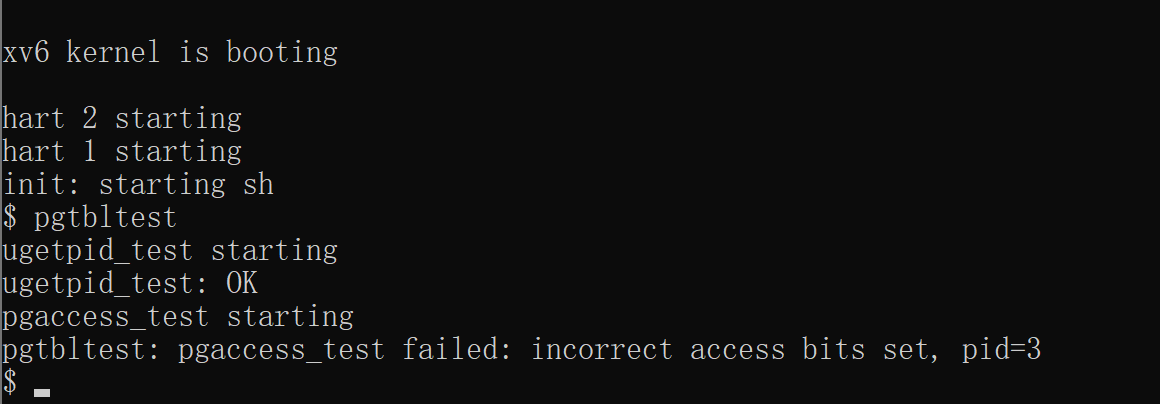 xv6 kernel is booting
hart 2 starting
hart 1 starting
init: starting sh
$ pgtbltest
ugetpid_test starting
ugetpid_test: OK
pgaccess_test starting
pgtbltest: pgaccess_test failed: incorrect access bits set, pid=3
$